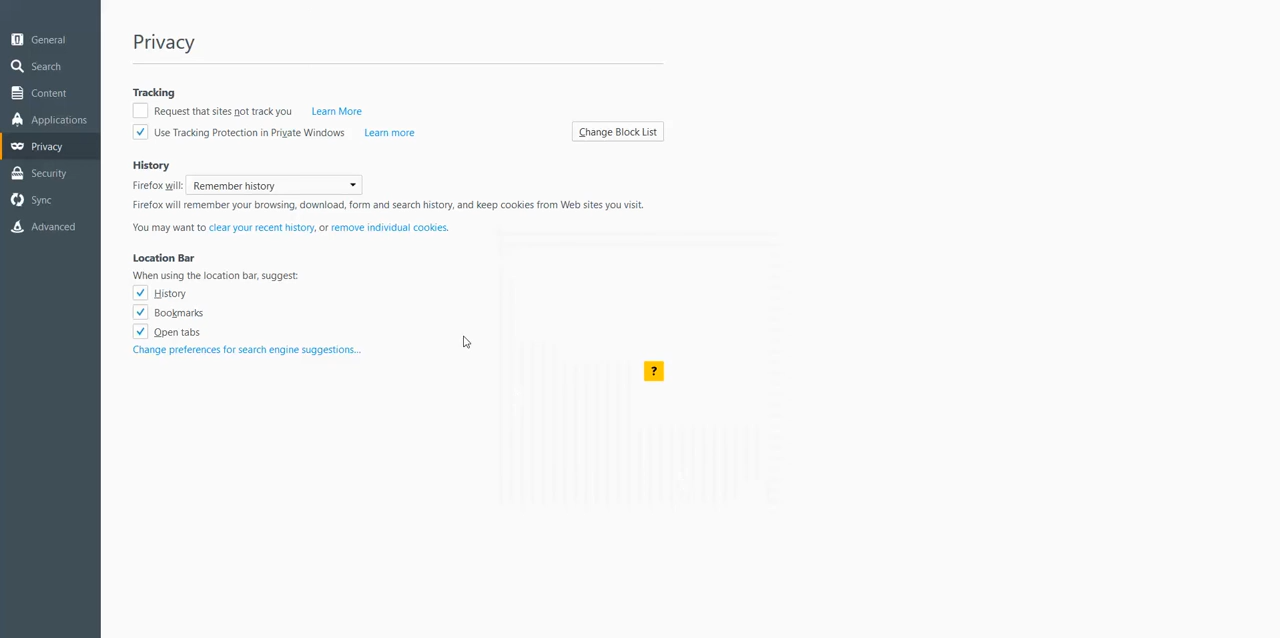 General
Search
Content
Applications
Privacy
Security
Sync
Advanced
Privacy
Tracking
Request that sites not track you Learn More
Use Tracking Protection in Private Windows Learn more Change Block List
History
Firefox will: Remember history
Firefox will remember your browsing, download, form and search history, and keep cookies from Web sites you visit.
You may want to clear your recent history, or remove individual cookies.
Location Bar
When using the location bar, suggest:
History
Bookmarks
Open tabs
Change preferences for search engine suggestions...
?